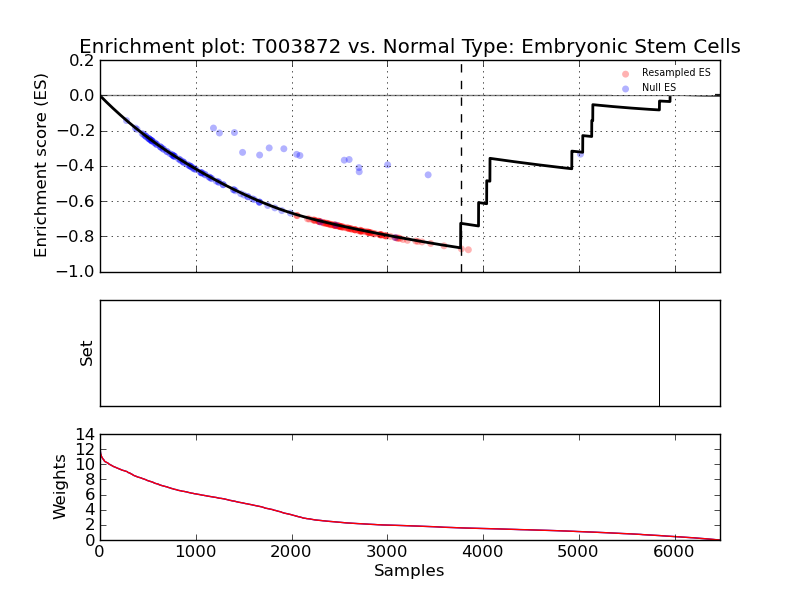 Enrichment plot: T003872 vs. Normal Type: Embryonic Stem Cells
Enrichment score (ES)
0.2
0.0
−0.2
−0.4
−0.6
−0.8
−1.0
Resampled ES
Null ES
Set
Weights
14
12
10
8
6
4
2
0
0 1000 2000 3000 4000 5000 6000
Samples